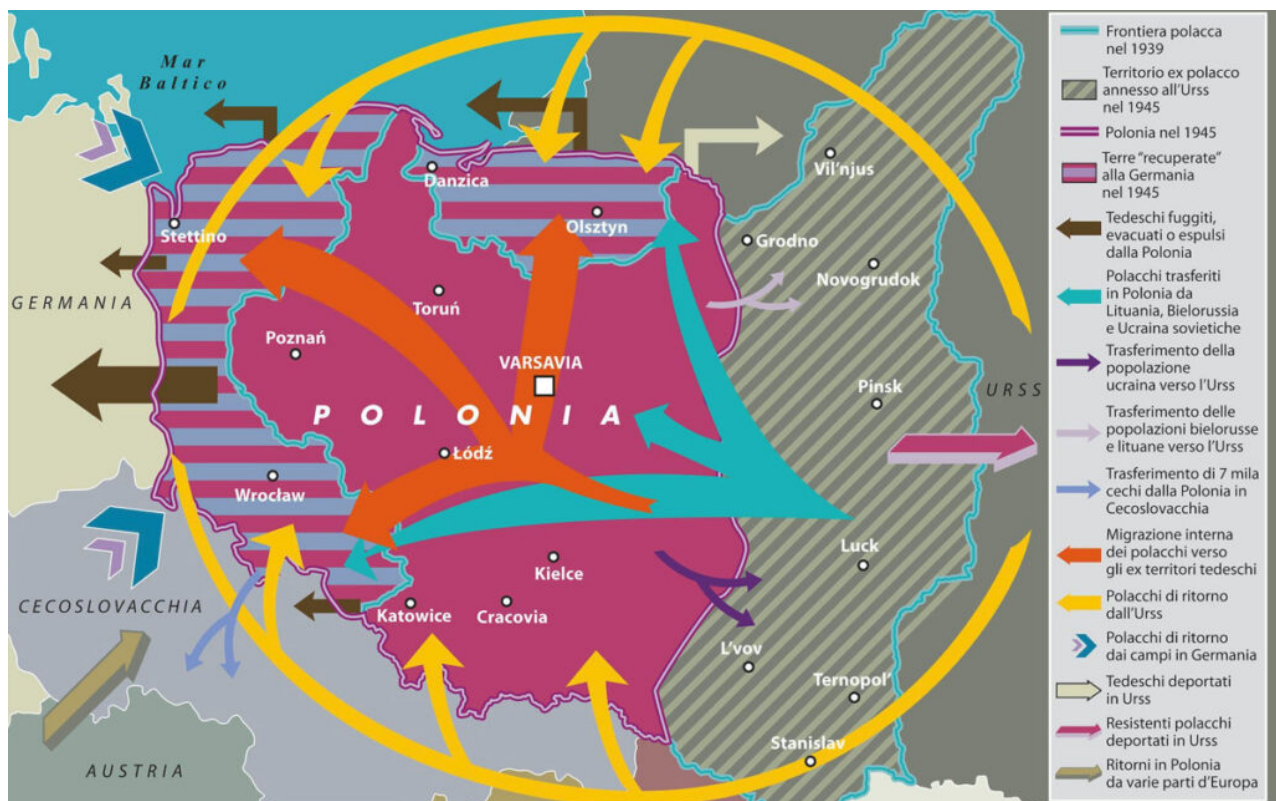 Mar
Baltico
Danzica
Vil'njus
Stettino
Olsztyn
Grodno
Novogrudok
GERMANIA
Toruń
Poznań
VARSAVIA
Pinsk
URSS
POLONIA
Łódź
Wrocław
Luck
Kielce
CECOSLOVACCHIA
Katowice
Cracovia
L'vov
Ternopol'
Stanislav
AUSTRIA
Frontiera polacca
nel 1939
Territorio ex polacco
annesso all'Urss
nel 1945
Polonia nel 1945
Terre "recuperate"
alla Germania
nel 1945
Tedeschi fuggiti,
evacuati o espulsi
dalla Polonia
Polacchi trasferiti
in Polonia da
Lituania, Bielorussia
e Ucraina sovietiche
Trasferimento della
popolazione
ucraina verso l'Urss
Trasferimento delle
popolazioni bielorusse
e lituane verso l'Urss
Trasferimento di 7 mila
cechi dalla Polonia in
Cecoslovacchia
Migrazione interna
dei polacchi verso
gli ex territori tedeschi
Polacchi di ritorno
dall'Urss
Polacchi di ritorno
dai campi in Germania
Tedeschi deportati
in Urss
Resistenti polacchi
deportati in Urss
Ritorni in Polonia
da varie parti d'Europa